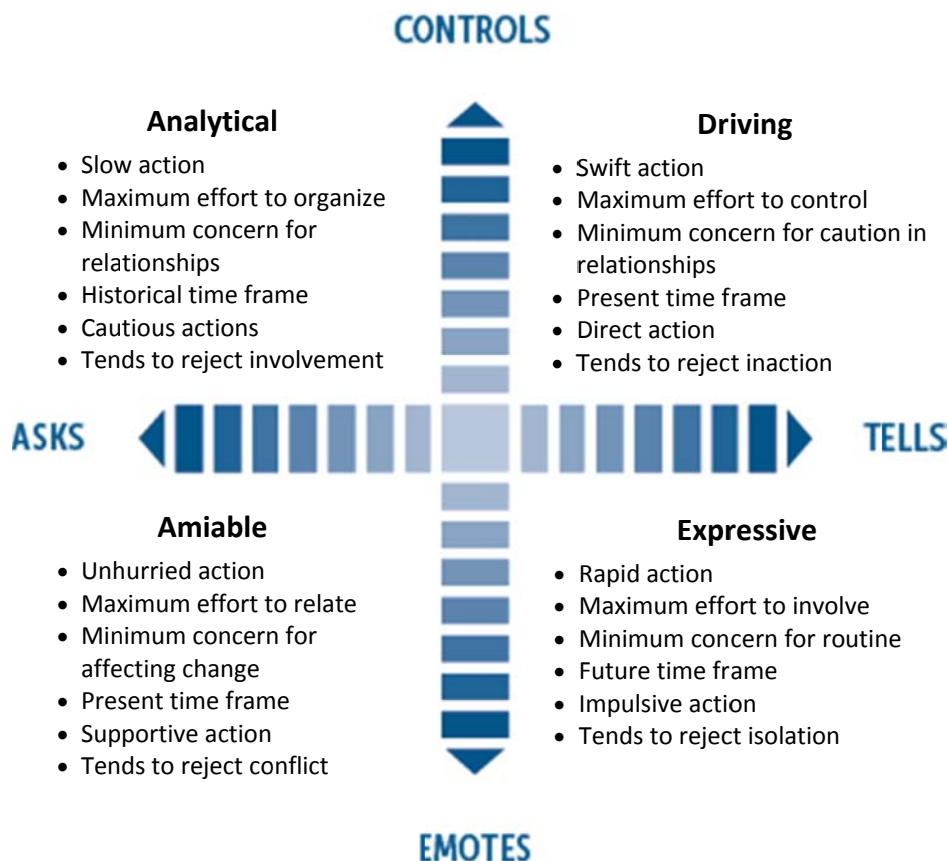 CONTROLS
Analytical
• Slow action
• Maximum effort to organize
• Minimum concern for
relationships
• Historical time frame
• Cautious actions
• Tends to reject involvement
Driving
• Swift action
• Maximum effort to control
• Minimum concern for caution in
relationships
• Present time frame
• Direct action
• Tends to reject inaction
ASKS
TELLS
Amiable
• Unhurried action
• Maximum effort to relate
• Minimum concern for
affecting change
• Present time frame
• Supportive action
• Tends to reject conflict
Expressive
• Rapid action
• Maximum effort to involve
• Minimum concern for routine
• Future time frame
• Impulsive action
• Tends to reject isolation
EMOTES